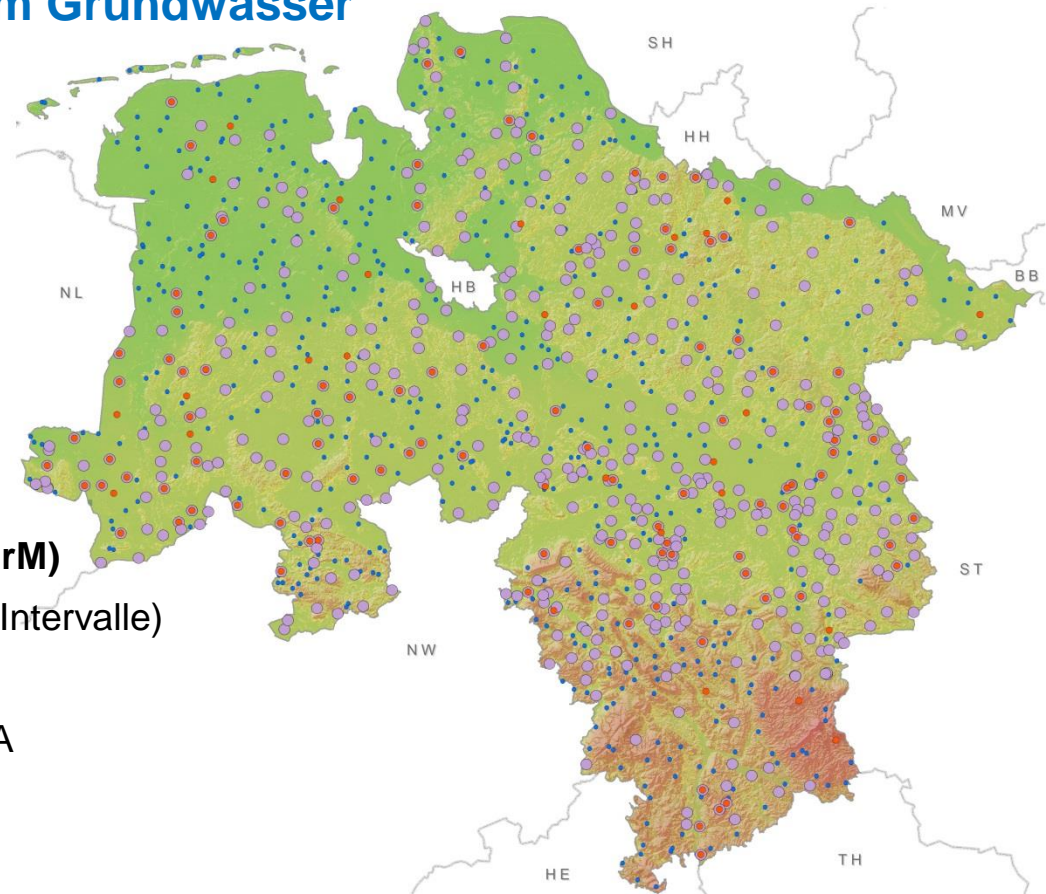 Grundwasser
SH
HH
MV
BB
NL
HB
rM)
Intervalle)
ST
NW
A
HE
TH